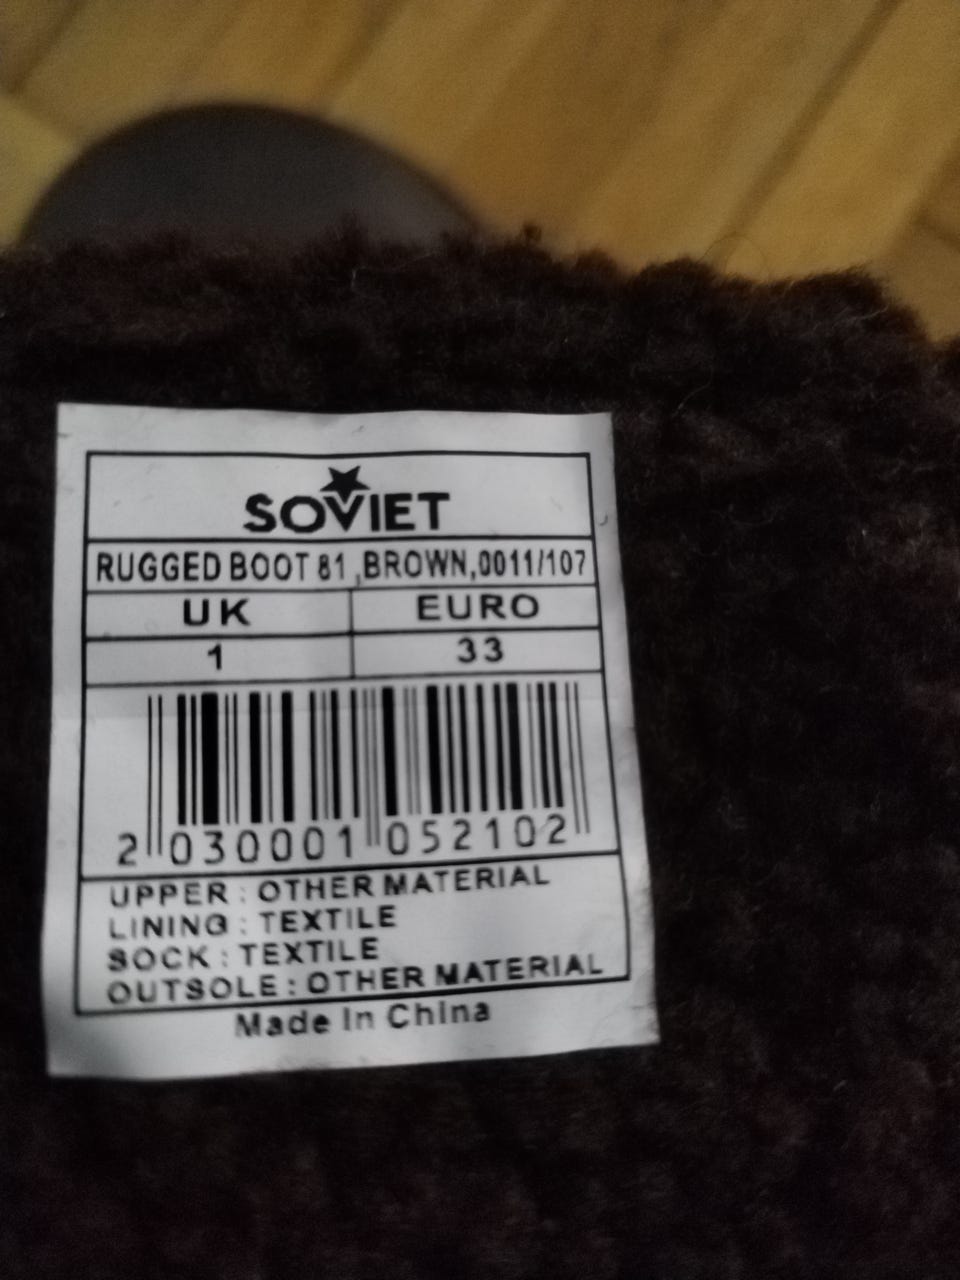 SOVIET
RUGGED BOOT 81 ,BROWN,0011/107
UK EURO
1 33
2 030001 052102
UPPER : OTHER MATERIAL
LINING : TEXTILE
SOCK : TEXTILE
OUTSOLE : OTHER MATERIAL
Made In China